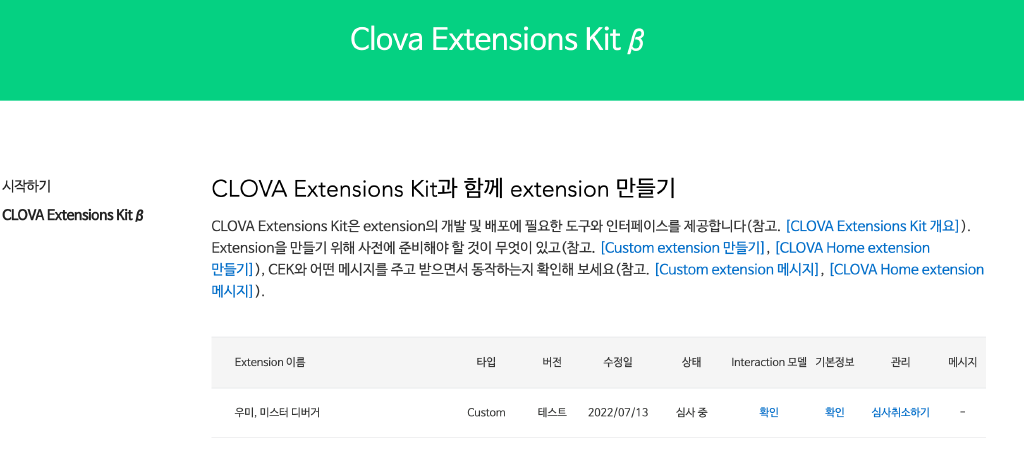 Clova Extensions Kit β
시작하기
CLOVA Extensions Kit β
CLOVA Extensions Kit과 함께 extension 만들기
CLOVA Extensions Kit은 extension의 개발 및 배포에 필요한 도구와 인터페이스를 제공합니다(참고. [CLOVA Extensions Kit 개요]).
Extension을 만들기 위해 사전에 준비해야 할 것이 무엇이 있고(참고. [Custom extension 만들기], [CLOVA Home extension
만들기]), CEK와 어떤 메시지를 주고 받으면서 동작하는지 확인해 보세요(참고. [Custom extension 메시지], [CLOVA Home extension
메시지]).
Extension 이름 타입 버전 수정일 상태 Interaction 모델 기본정보 관리 메시지
우미, 미스터 디버거 Custom 테스트 2022/07/13 심사 중 확인 확인 심사취소하기 -